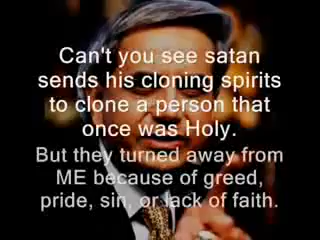 Can't you see satan
sends his cloning spirits
to clone a person that
once was Holy.
But they turned away from
ME because of greed,
pride, sin, or lack of faith.